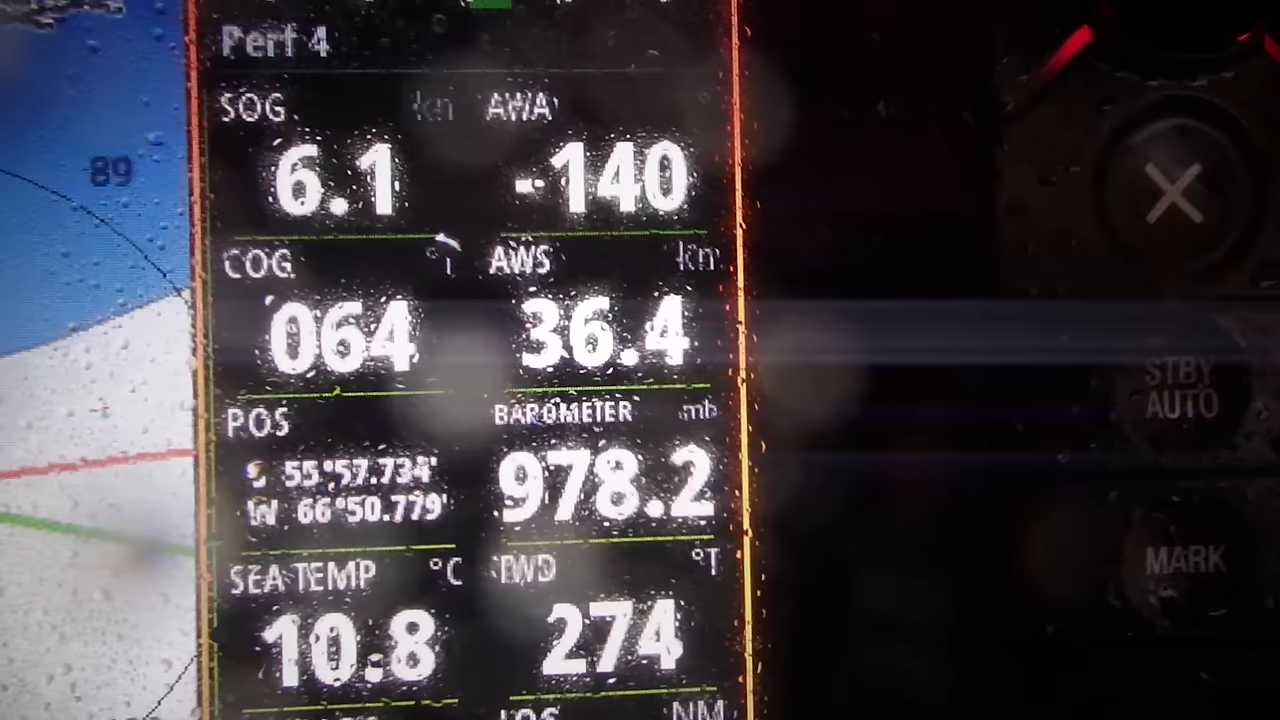 Perf 4
SOG kn AWA °
6.1 -140
89
COG °T AWS kn
064 36.4
POS BAROMETER mb
S 55°57.734'
W 66°50.779'
978.2
SEA TEMP °C TWD °T
10.8 274
NM
STBY
AUTO
MARK